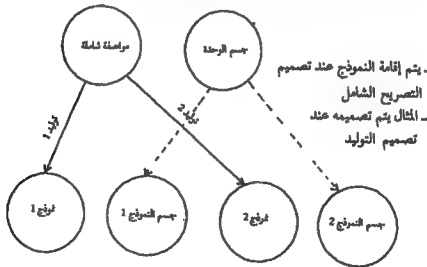 مواصفة شاملة
جسم الوحدة
ـ يتم إقامة النموذج عند تصميم
التصريح الشامل
ـ المثال يتم تصميمه عند
تصميم التوليد
توليد 1
توليد 2
نموذج 1
جسم النموذج 1
نموذج 2
جسم النموذج 2